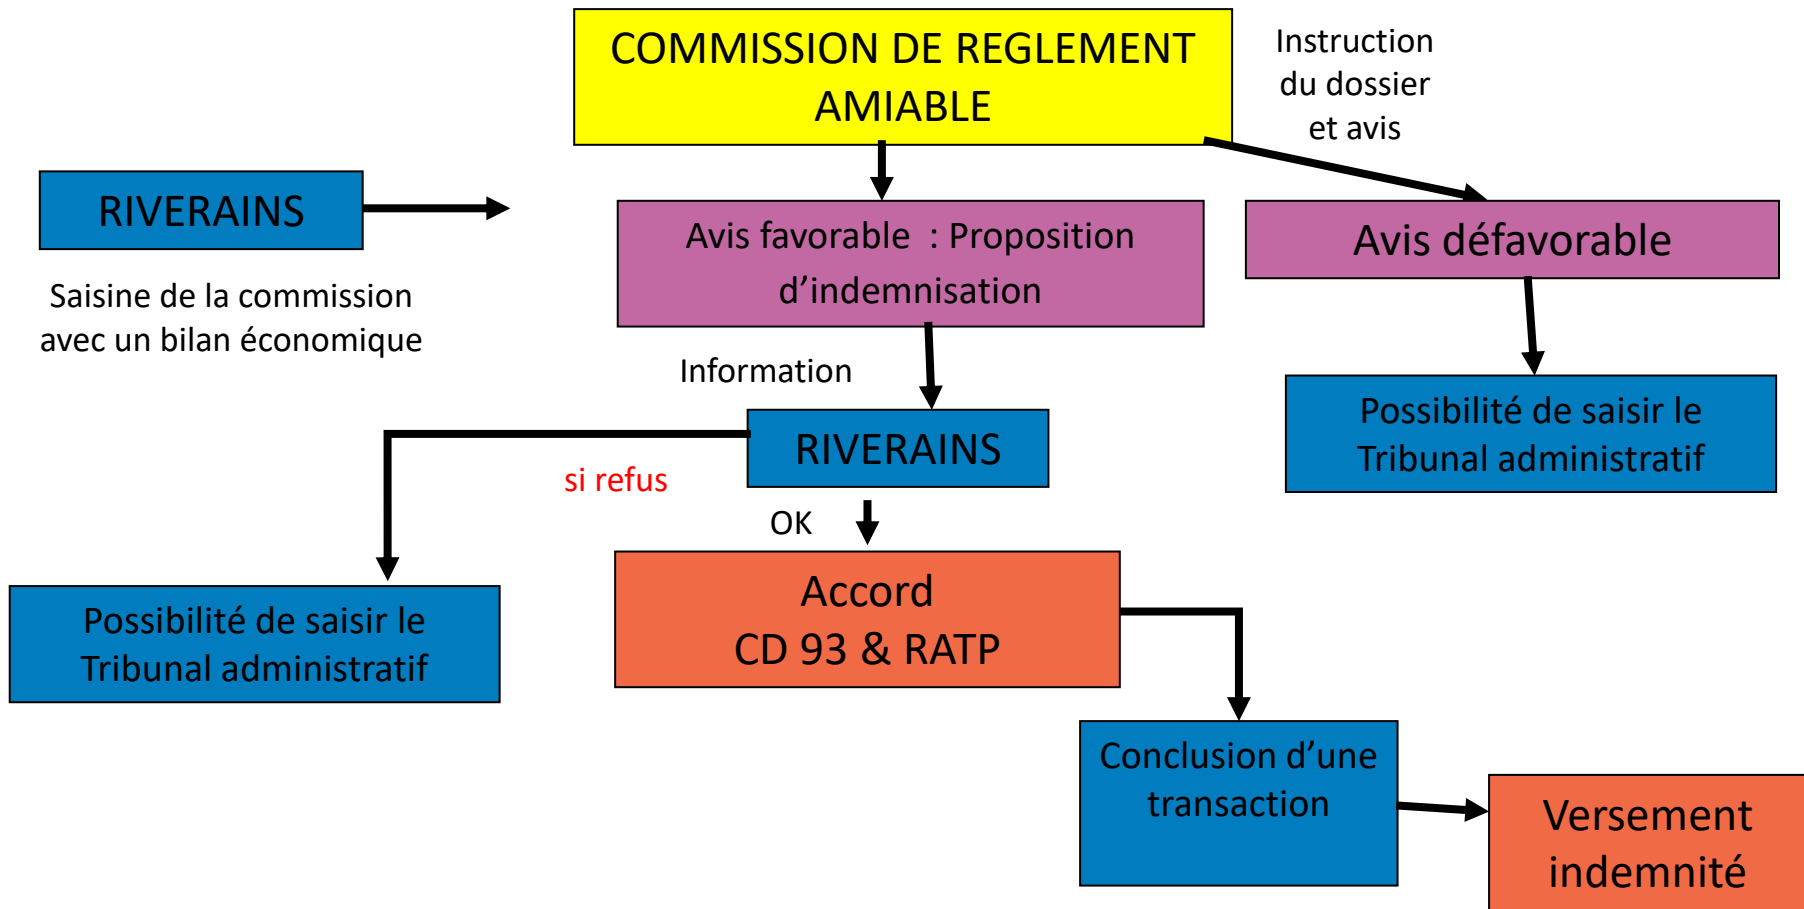 COMMISSION DE REGLEMENT
AMIABLE
Instruction
du dossier
et avis
RIVERAINS
Saisine de la commission
avec un bilan économique
Avis favorable  : Proposition
d’indemnisation
Avis défavorable
Information
Possibilité de saisir le
Tribunal administratif
RIVERAINS
si refus
OK
Accord
CD 93 & RATP
Possibilité de saisir le
Tribunal administratif
Conclusion d’une
transaction
Versement
indemnité